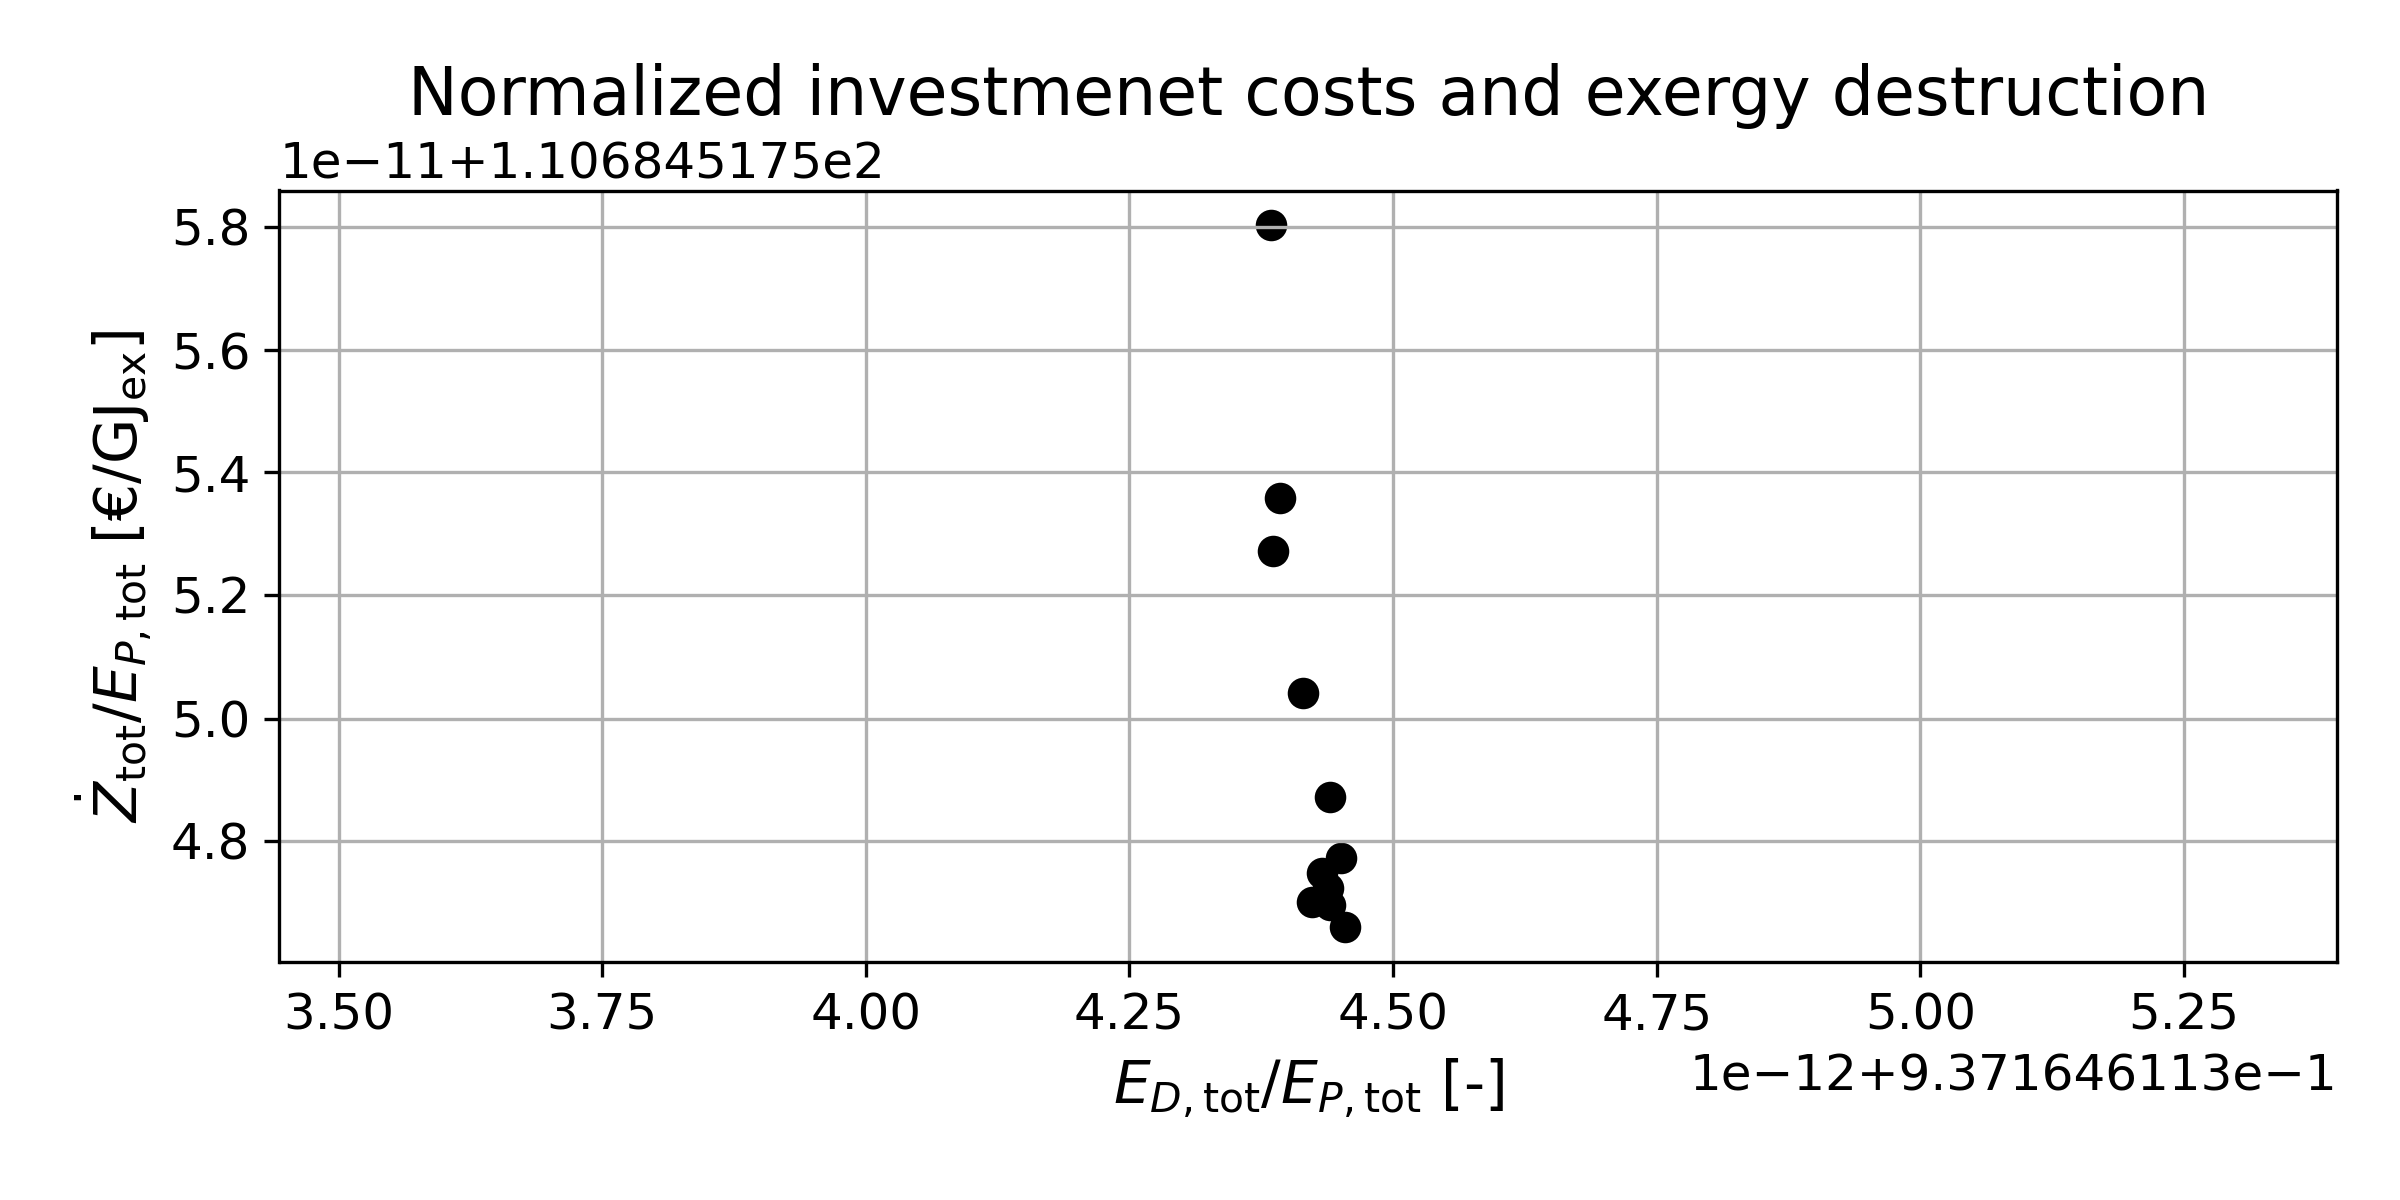 Normalized investmenet costs and exergy destruction
1e−11+1.106845175e2
5.8
5.6
5.4
5.2
5.0
4.8
Ż_tot/E_P,tot [€/GJ_ex]
3.50 3.75 4.00 4.25 4.50 4.75 5.00 5.25
1e−12+9.371646113e−1
E_D,tot/E_P,tot [-]